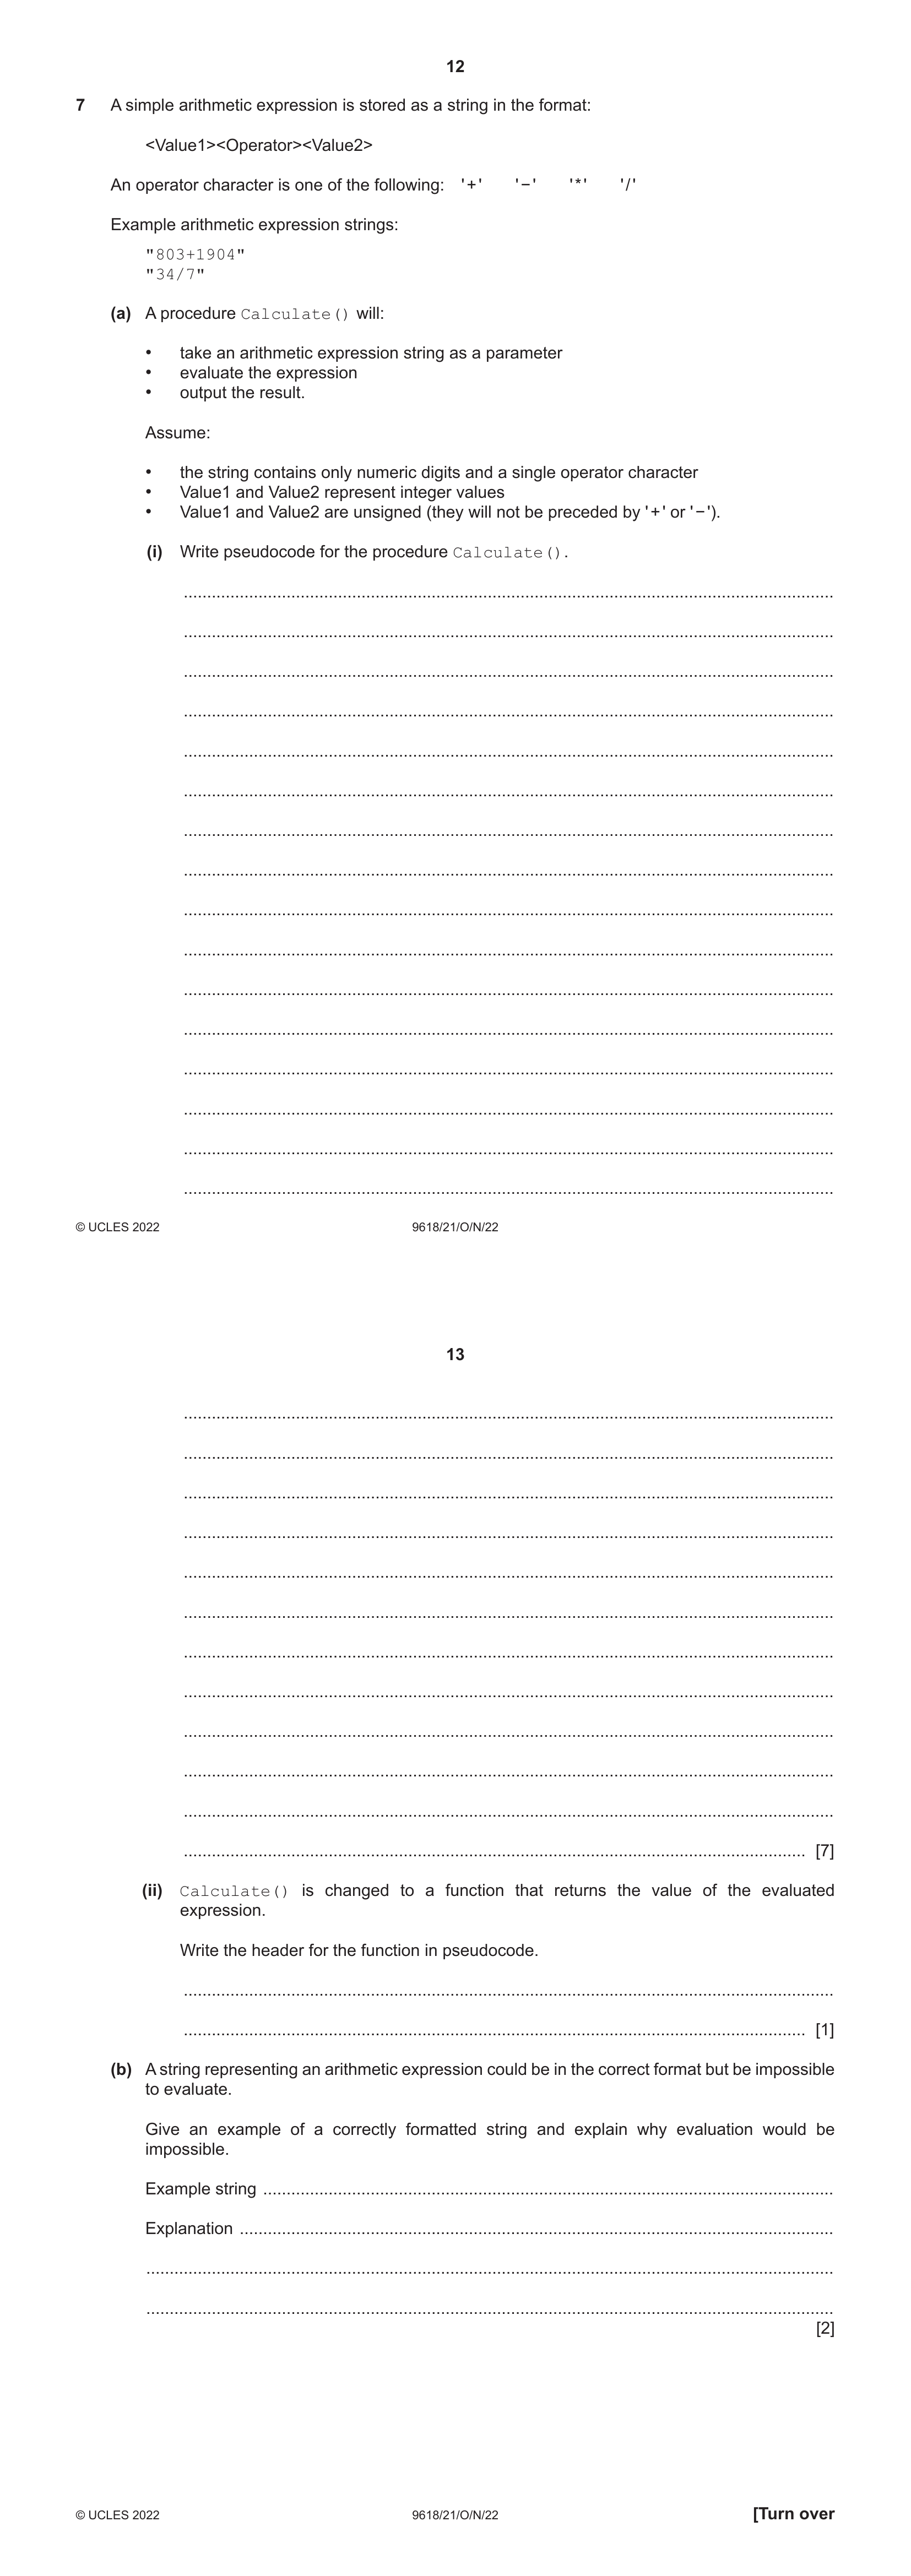 12
7 A simple arithmetic expression is stored as a string in the format:
<Value1><Operator><Value2>
An operator character is one of the following: '+' '−' '*' '/'
Example arithmetic expression strings:
"803+1904"
"34/7"
(a) A procedure Calculate() will:
• take an arithmetic expression string as a parameter
• evaluate the expression
• output the result.
Assume:
• the string contains only numeric digits and a single operator character
• Value1 and Value2 represent integer values
• Value1 and Value2 are unsigned (they will not be preceded by '+' or '−').
(i) Write pseudocode for the procedure Calculate().
© UCLES 2022 9618/21/O/N/22
13
[7]
(ii) Calculate() is changed to a function that returns the value of the evaluated
expression.
Write the header for the function in pseudocode.
[1]
(b) A string representing an arithmetic expression could be in the correct format but be impossible
to evaluate.
Give an example of a correctly formatted string and explain why evaluation would be
impossible.
Example string
Explanation
[2]
© UCLES 2022 9618/21/O/N/22 [Turn over